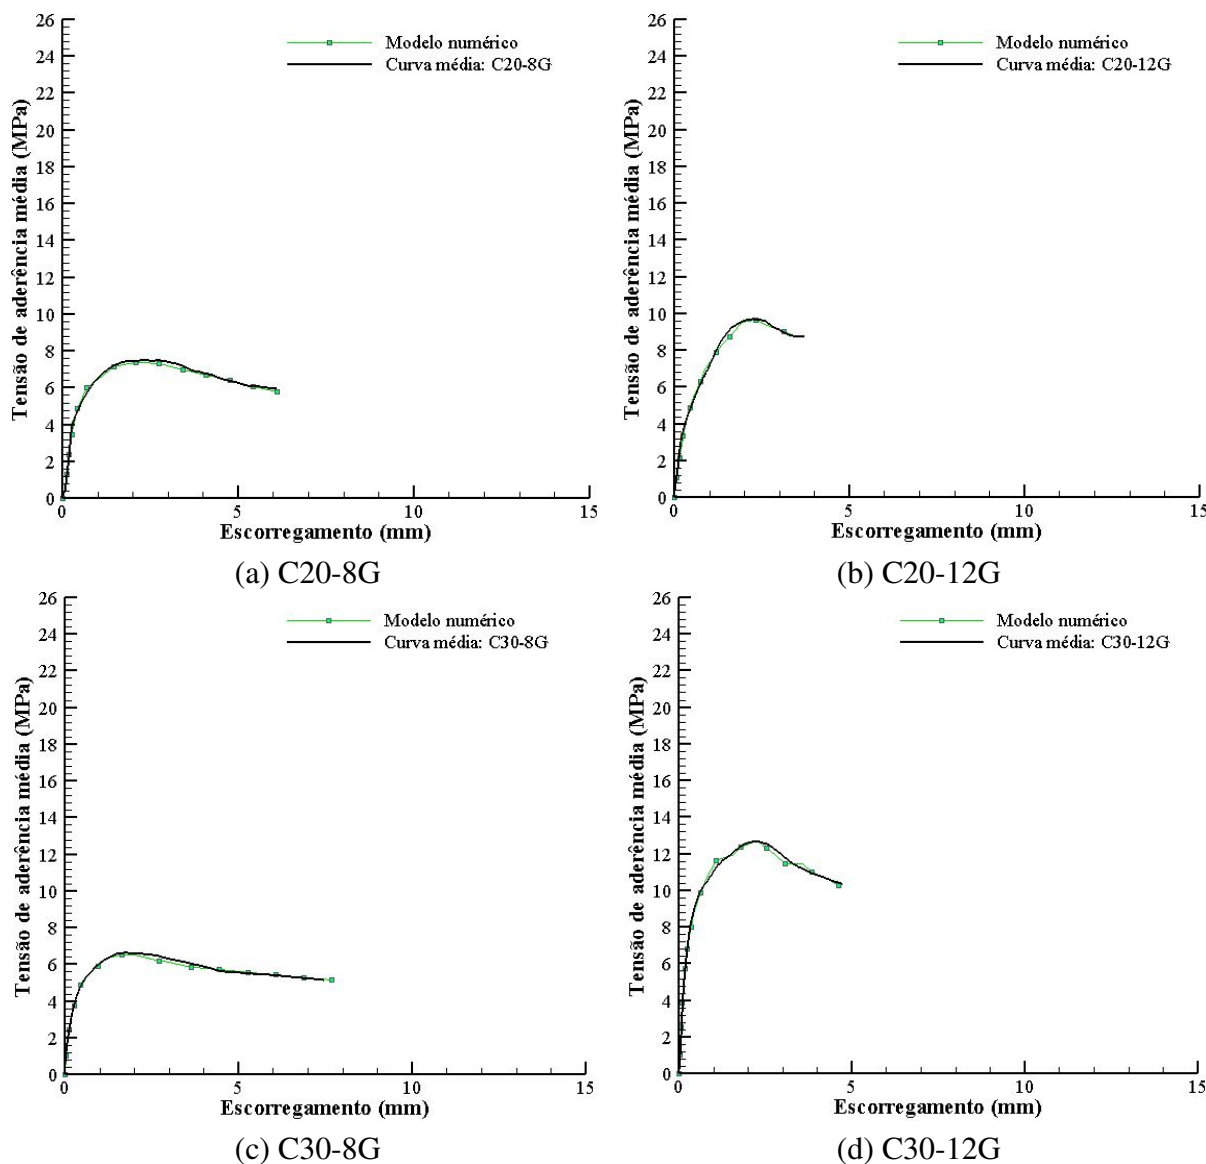 Modelo numérico
Curva média: C20-8G
Tensão de aderência média (MPa)
26
24
22
20
18
16
14
12
10
8
6
4
2
0
0 5 10 15
Escorregamento (mm)
(a) C20-8G
Modelo numérico
Curva média: C20-12G
Tensão de aderência média (MPa)
26
24
22
20
18
16
14
12
10
8
6
4
2
0
0 5 10 15
Escorregamento (mm)
(b) C20-12G
Modelo numérico
Curva média: C30-8G
Tensão de aderência média (MPa)
26
24
22
20
18
16
14
12
10
8
6
4
2
0
0 5 10 15
Escorregamento (mm)
(c) C30-8G
Modelo numérico
Curva média: C30-12G
Tensão de aderência média (MPa)
26
24
22
20
18
16
14
12
10
8
6
4
2
0
0 5 10 15
Escorregamento (mm)
(d) C30-12G